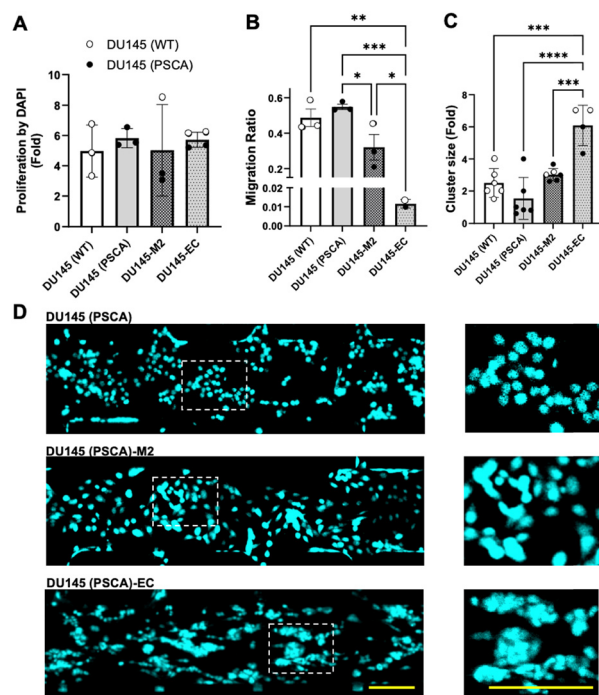 A
DU145 (WT)
DU145 (PSCA)
Proliferation by DAPI
(Fold)
10
8
6
4
2
0
DU145 (WT)
DU145 (PSCA)
DU145-M2
DU145-EC
B
**
***
*
*
Migration Ratio
0.6
0.4
0.2
0.02
0.01
0.00
DU145 (WT)
DU145 (PSCA)
DU145-M2
DU145-EC
C
***
****
***
Cluster size (Fold)
10
8
6
4
2
0
DU145 (WT)
DU145 (PSCA)
DU145-M2
DU145-EC
D
DU145 (PSCA)
DU145 (PSCA)-M2
DU145 (PSCA)-EC